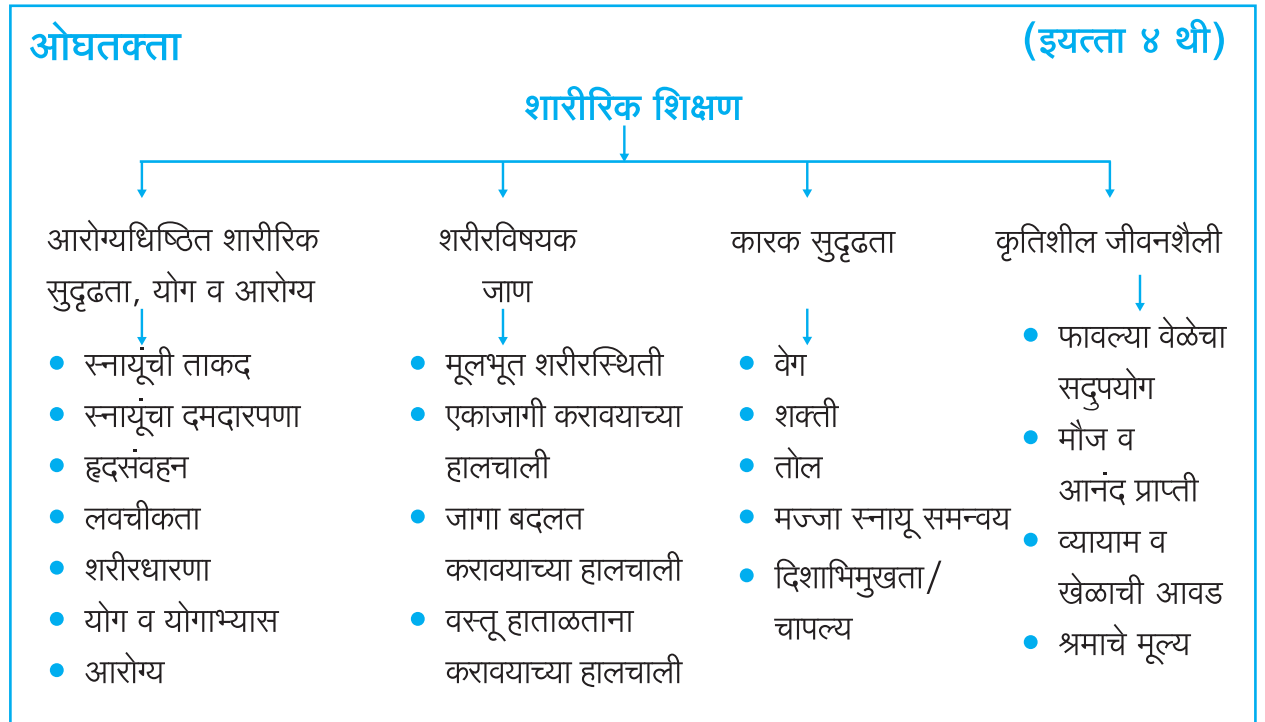 ओघतक्ता
(इयत्ता ४ थी)
शारीरिक शिक्षण
आरोग्यधिष्ठित शारीरिक
सुदृढता, योग व आरोग्य
• स्नायूंची ताकद
• स्नायूंचा दमदारपणा
• हृदसंवहन
• लवचीकता
• शरीरधारणा
• योग व योगाभ्यास
• आरोग्य
शरीरविषयक
जाण
• मूलभूत शरीरस्थिती
• एकाजागी करावयाच्या
हालचाली
• जागा बदलत
करावयाच्या हालचाली
• वस्तू हाताळताना
करावयाच्या हालचाली
कारक सुदृढता
• वेग
• शक्ती
• तोल
• मज्जा स्नायू समन्वय
• दिशाभिमुखता/
चापल्य
कृतिशील जीवनशैली
• फावल्या वेळेचा
सदुपयोग
• मौज व
आनंद प्राप्ती
• व्यायाम व
खेळाची आवड
• श्रमाचे मूल्य